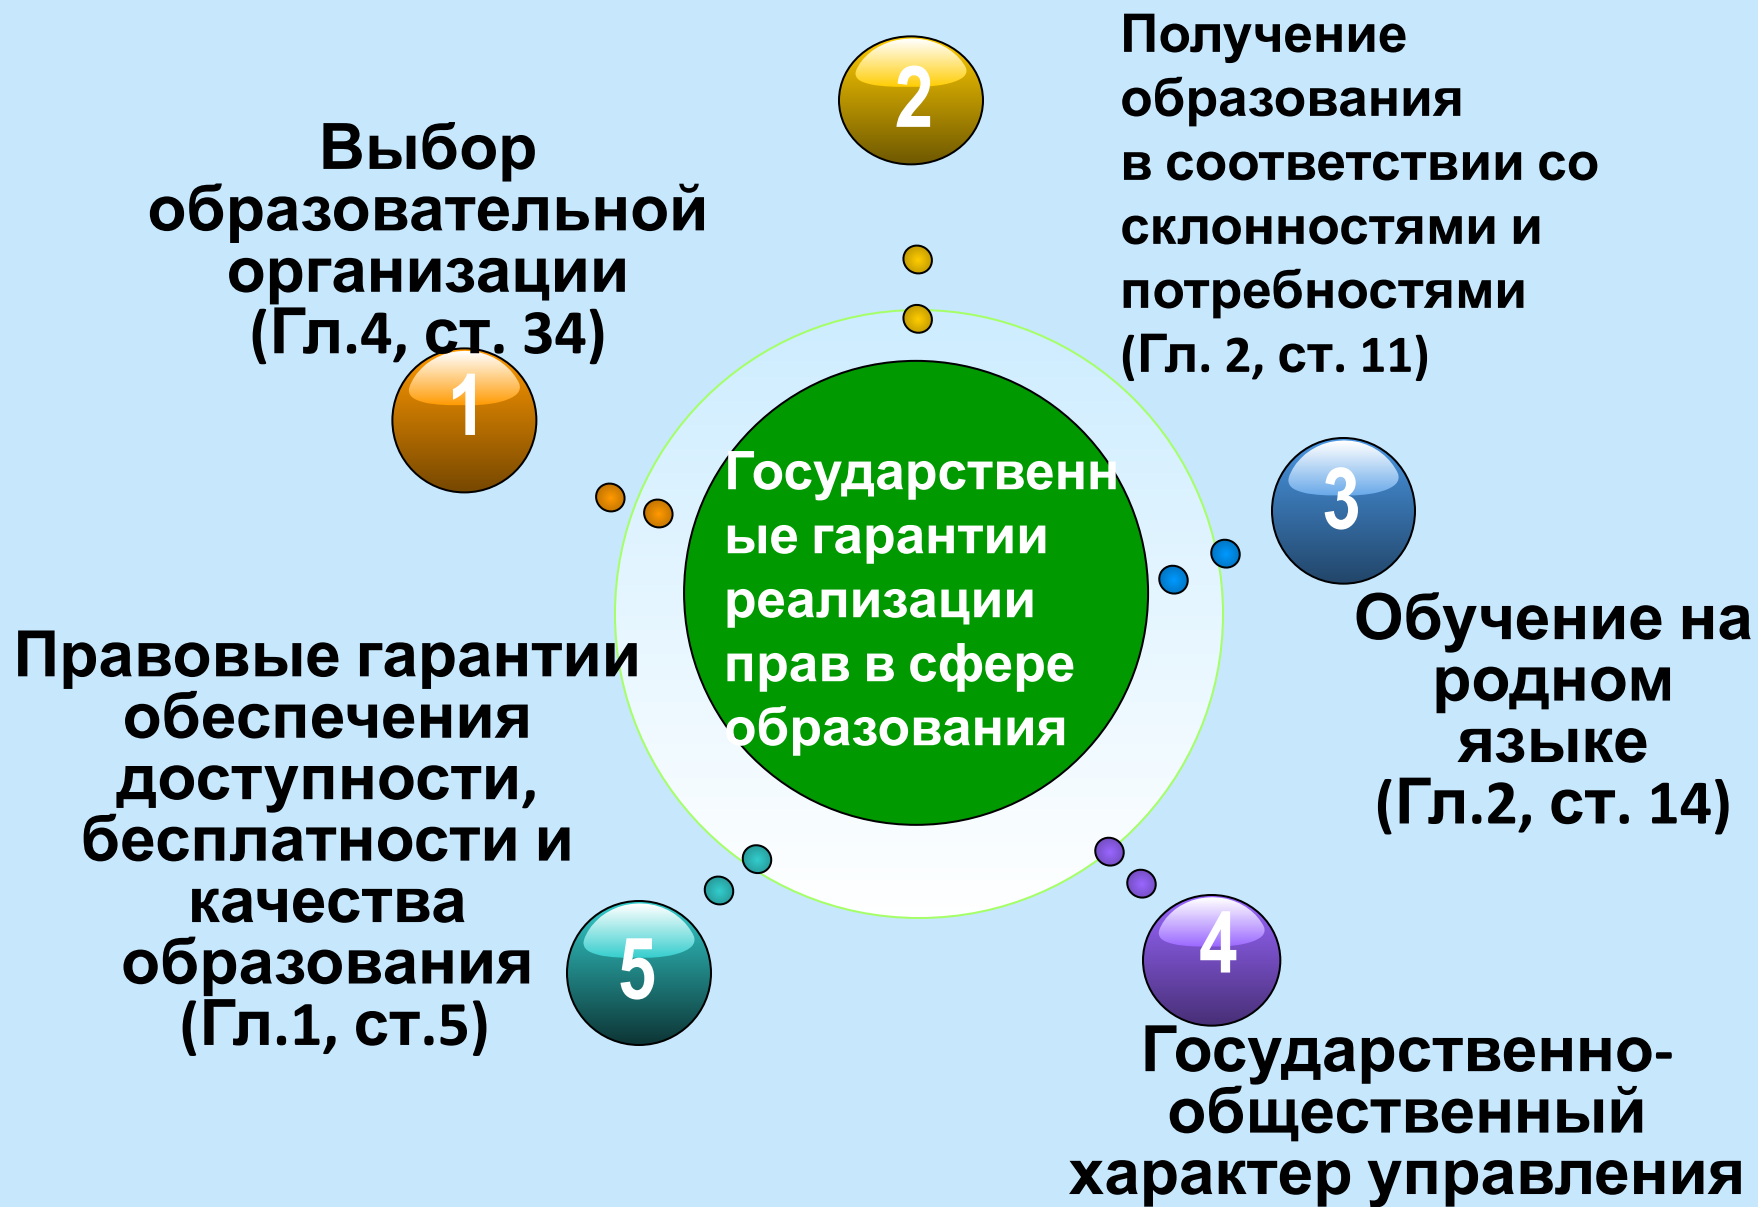 Выбор
образовательной
организации
(Гл.4, ст. 34)
1
2
Получение
образования
в соответствии со
склонностями и
потребностями
(Гл. 2, ст. 11)
Государственн
ые гарантии
реализации
прав в сфере
образования
3
Обучение на
родном
языке
(Гл.2, ст. 14)
4
Государственно-
общественный
характер управления
Правовые гарантии
обеспечения
доступности,
бесплатности и
качества
образования
(Гл.1, ст.5)
5